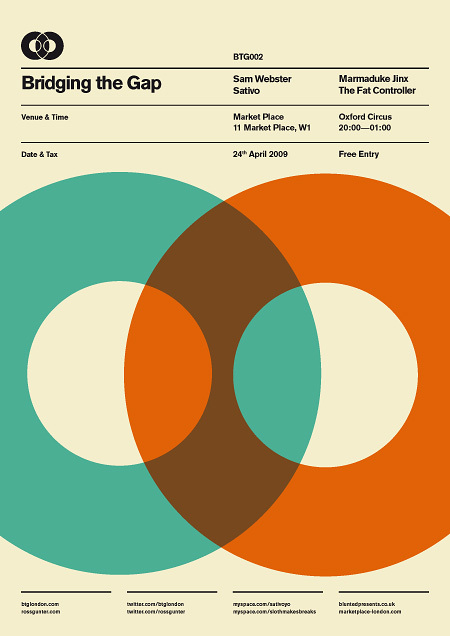 BTG002
Bridging the Gap
Sam Webster
Sativo
Marmaduke Jinx
The Fat Controller
Venue & Time
Market Place
11 Market Place, W1
Oxford Circus
20:00—01:00
Date & Tax
24th April 2009
Free Entry
btglondon.com
rossgunter.com
twitter.com/btglondon
twitter.com/rossgunter
myspace.com/sativoyo
myspace.com/slothmakesbreaks
bluntedpresents.co.uk
marketplace-london.com